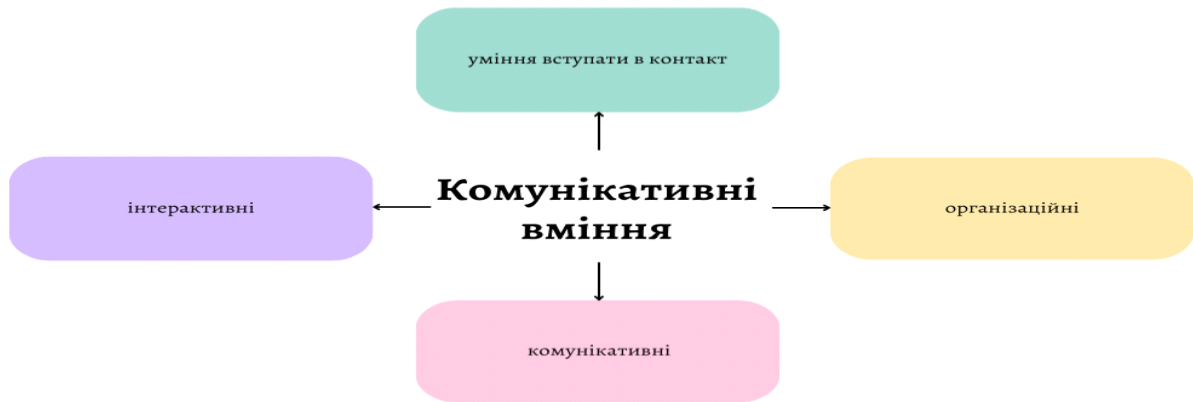 уміння вступати в контакт
інтерактивні
Комунікативні
вміння
організаційні
комунікативні